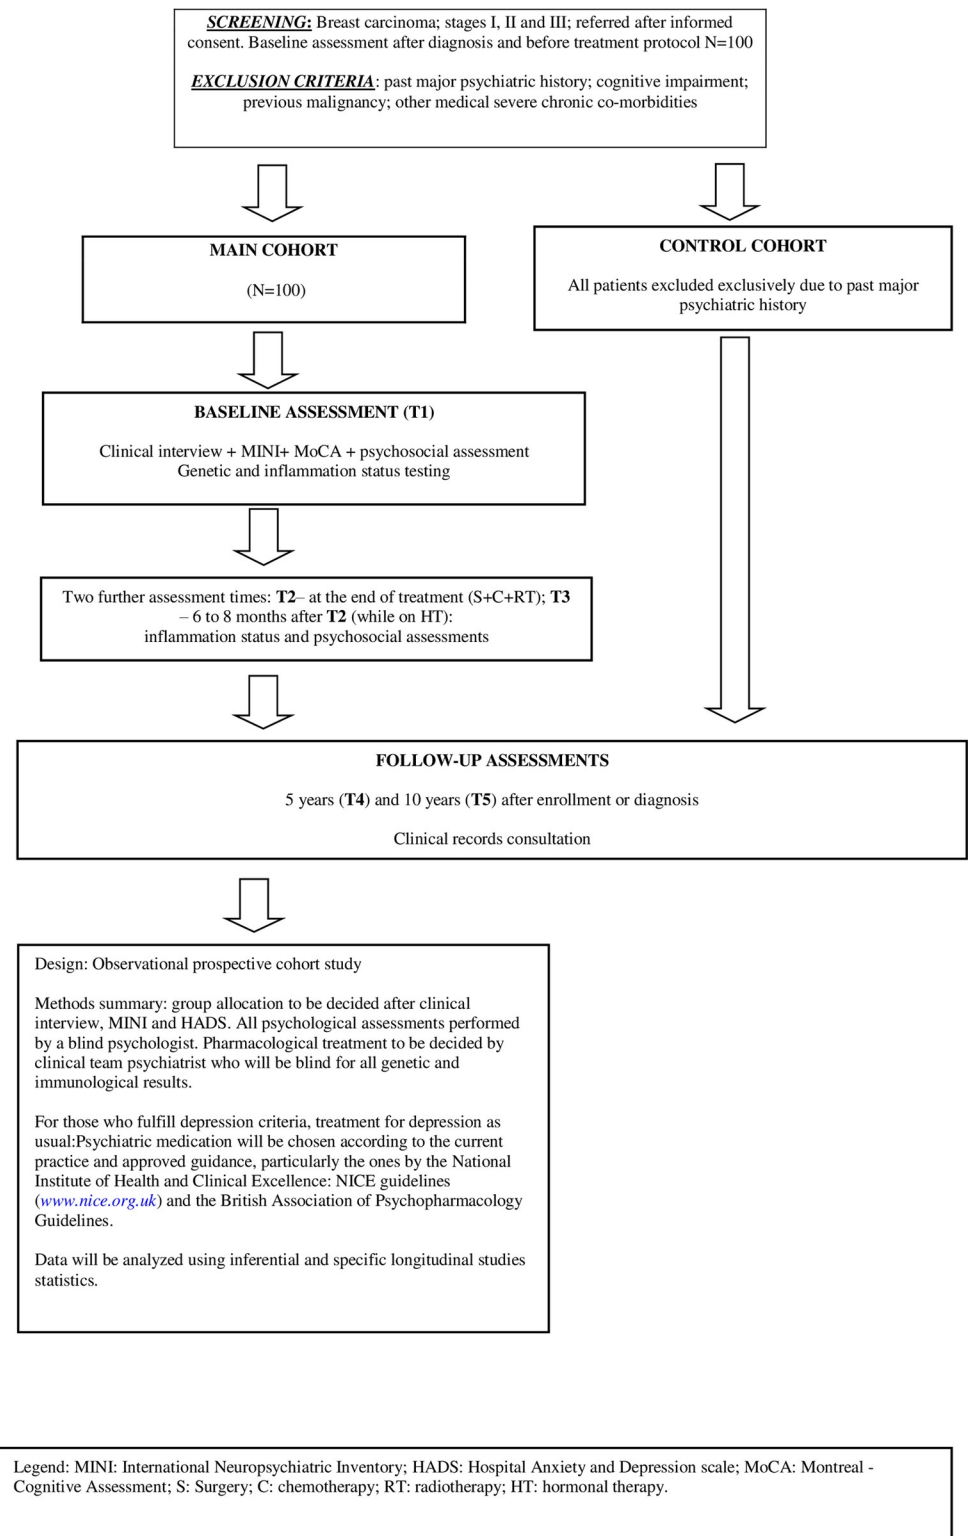 SCREENING: Breast carcinoma; stages I, II and III; referred after informed
consent. Baseline assessment after diagnosis and before treatment protocol N=100
EXCLUSION CRITERIA: past major psychiatric history; cognitive impairment;
previous malignancy; other medical severe chronic co-morbidities
MAIN COHORT
(N=100)
CONTROL COHORT
All patients excluded exclusively due to past major
psychiatric history
BASELINE ASSESSMENT (T1)
Clinical interview + MINI+ MoCA + psychosocial assessment
Genetic and inflammation status testing
Two further assessment times: T2– at the end of treatment (S+C+RT); T3
– 6 to 8 months after T2 (while on HT):
inflammation status and psychosocial assessments
FOLLOW-UP ASSESSMENTS
5 years (T4) and 10 years (T5) after enrollment or diagnosis
Clinical records consultation
Design: Observational prospective cohort study
Methods summary: group allocation to be decided after clinical
interview, MINI and HADS. All psychological assessments performed
by a blind psychologist. Pharmacological treatment to be decided by
clinical team psychiatrist who will be blind for all genetic and
immunological results.
For those who fulfill depression criteria, treatment for depression as
usual:Psychiatric medication will be chosen according to the current
practice and approved guidance, particularly the ones by the National
Institute of Health and Clinical Excellence: NICE guidelines
(www.nice.org.uk) and the British Association of Psychopharmacology
Guidelines.
Data will be analyzed using inferential and specific longitudinal studies
statistics.
Legend: MINI: International Neuropsychiatric Inventory; HADS: Hospital Anxiety and Depression scale; MoCA: Montreal -
Cognitive Assessment; S: Surgery; C: chemotherapy; RT: radiotherapy; HT: hormonal therapy.